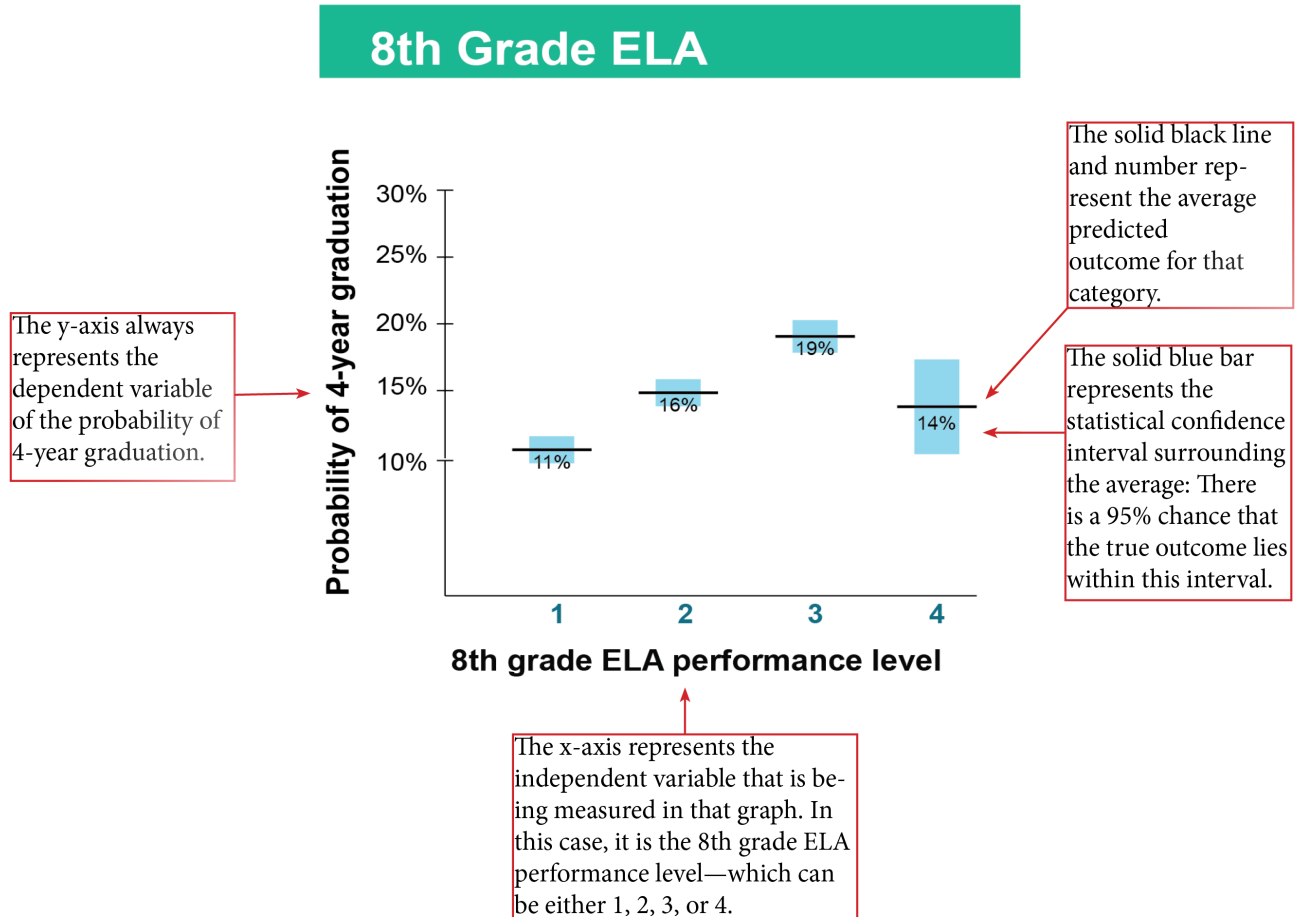 8th Grade ELA
The y-axis always
represents the
dependent variable
of the probability of
4-year graduation.
Probability of 4-year graduation
30%
25%
20%
15%
10%
11%
16%
19%
14%
1
2
3
4
8th grade ELA performance level
The solid black line
and number rep-
resent the average
predicted
outcome for that
category.
The solid blue bar
represents the
statistical confidence
interval surrounding
the average: There
is a 95% chance that
the true outcome lies
within this interval.
The x-axis represents the
independent variable that is be-
ing measured in that graph. In
this case, it is the 8th grade ELA
performance level—which can
be either 1, 2, 3, or 4.